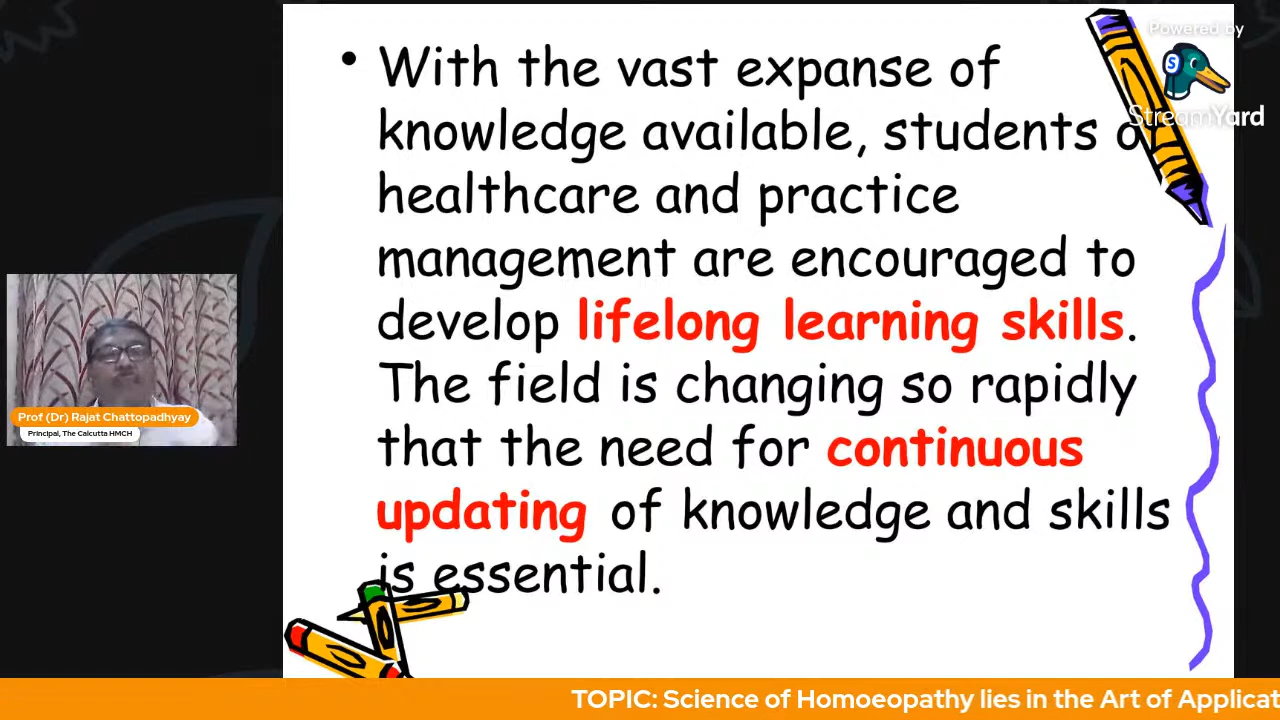 • With the vast expanse of
knowledge available, students o
healthcare and practice
management are encouraged to
develop lifelong learning skills.
The field is changing so rapidly
that the need for continuous
updating of knowledge and skills
is essential.
Powered by
S
StreamYard
Prof (Dr) Rajat Chattopadhyay
Principal, The Calcutta HMCH
TOPIC: Science of Homoeopathy lies in the Art of Applicat